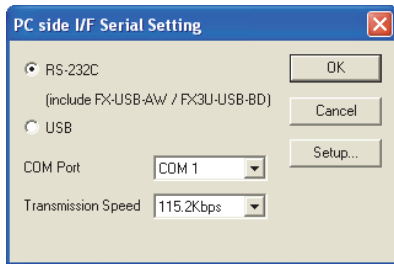 PC side I/F Serial Setting
RS-232C
OK
(include FX-USB-AW / FX3U-USB-BD)
Cancel
USB
Setup...
COM Port
COM 1
Transmission Speed
115.2Kbps